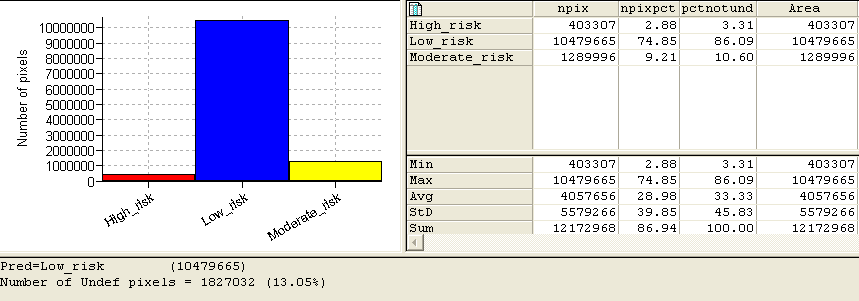 Number of pixels
10000000
9000000
8000000
7000000
6000000
5000000
4000000
3000000
2000000
1000000
0
High_risk
Low_risk
Moderate_risk
npix npixpct pctnotund Area
High_risk 403307 2.88 3.31 403307
Low_risk 10479665 74.85 86.09 10479665
Moderate_risk 1289996 9.21 10.60 1289996
Min 403307 2.88 3.31 403307
Max 10479665 74.85 86.09 10479665
Avg 4057656 28.98 33.33 4057656
StD 5579266 39.85 45.83 5579266
Sum 12172968 86.94 100.00 12172968
Pred=Low_risk (10479665)
Number of Undef pixels = 1827032 (13.05%)